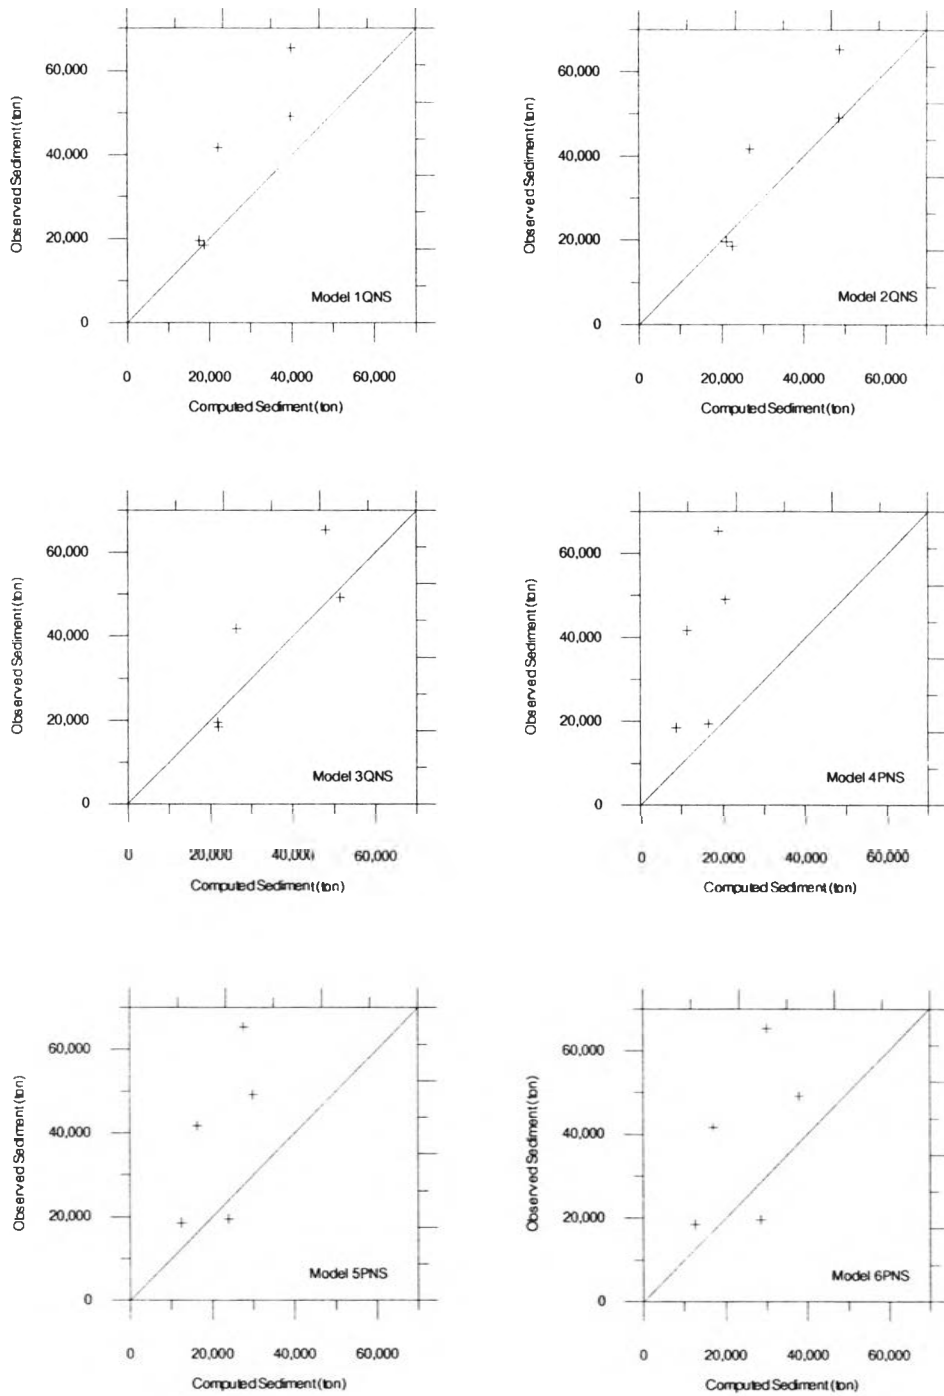 60,000
40,000
20,000
0
Observed Sediment (ton)
Model 1QNS
0 20,000 40,000 60,000
Computed Sediment (ton)
60,000
40,000
20,000
0
Observed Sediment (ton)
Model 2QNS
0 20,000 40,000 60,000
Computed Sediment (ton)
60,000
40,000
20,000
0
Observed Sediment (ton)
Model 3QNS
0 20,000 40,000 60,000
Computed Sediment (ton)
60,000
40,000
20,000
0
Observed Sediment (ton)
Model 4PNS
0 20,000 40,000 60,000
Computed Sediment (ton)
60,000
40,000
20,000
0
Observed Sediment (ton)
Model 5PNS
0 20,000 40,000 60,000
Computed Sediment (ton)
60,000
40,000
20,000
0
Observed Sediment (ton)
Model 6PNS
0 20,000 40,000 60,000
Computed Sediment (ton)